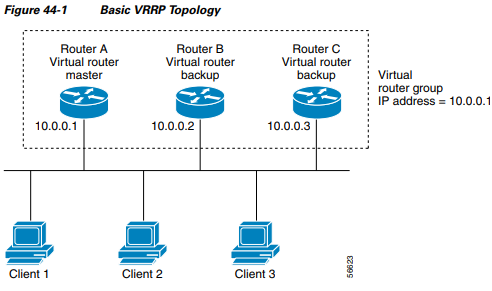 Figure 44-1 Basic VRRP Topology
Router A
Virtual router
master
Router B
Virtual router
backup
Router C
Virtual router
backup
Virtual
router group
IP address = 10.0.0.1
10.0.0.1
10.0.0.2
10.0.0.3
Client 1
Client 2
Client 3
56623